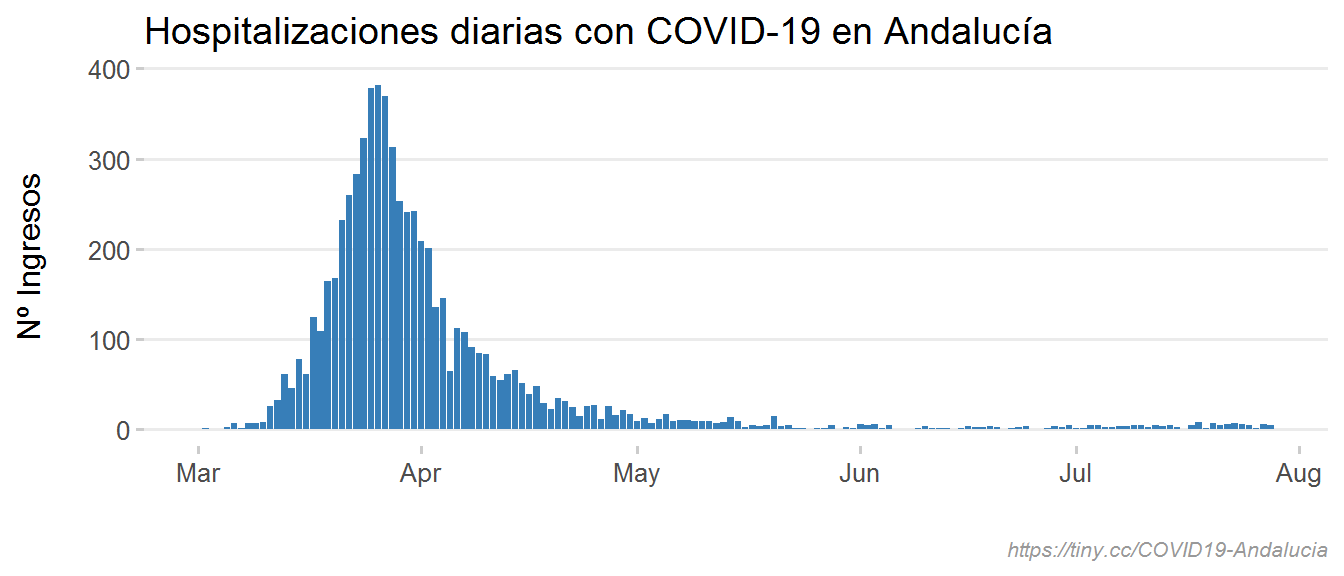 Hospitalizaciones diarias con COVID-19 en Andalucía
Nº Ingresos
400
300
200
100
0
Mar Apr May Jun Jul Aug
https://tiny.cc/COVID19-Andalucia